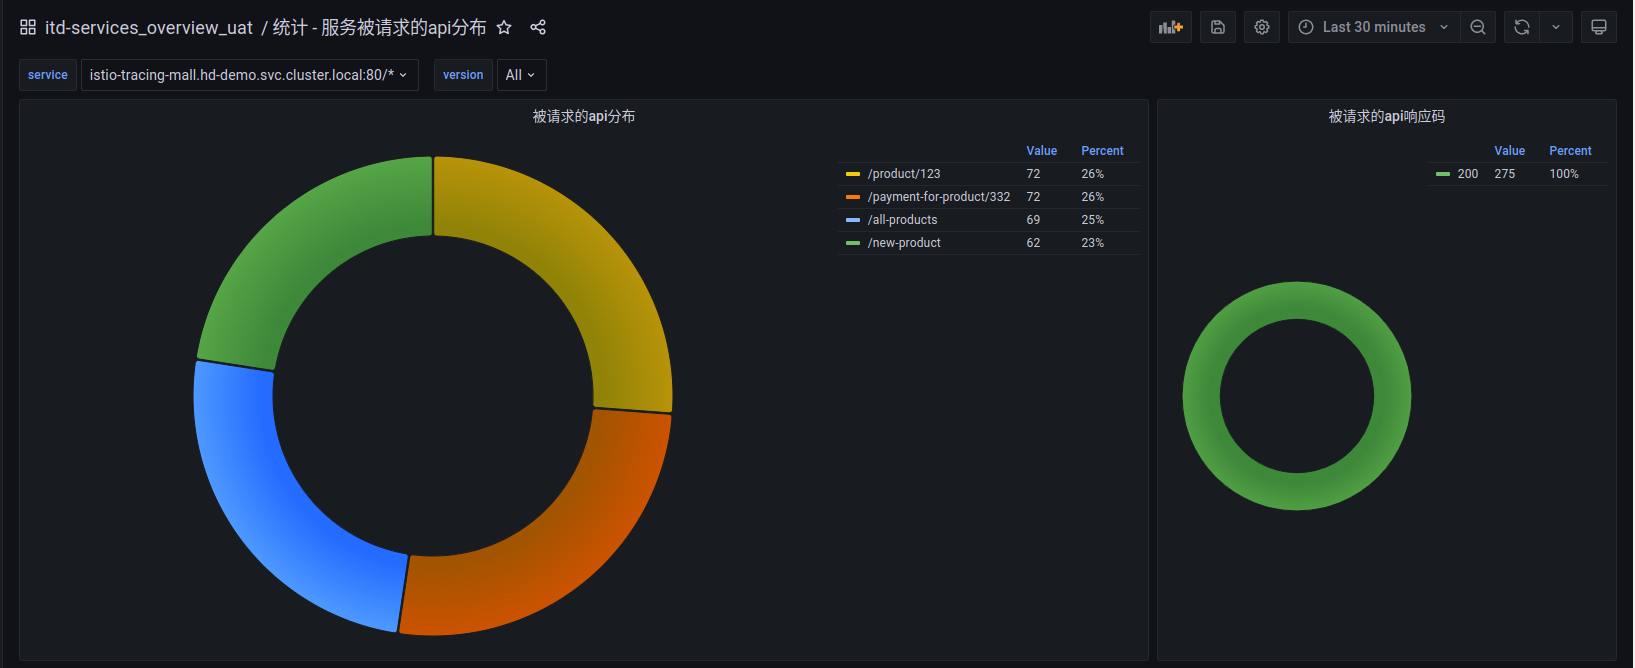 itd-services_overview_uat / 统计 - 服务被请求的api分布
Last 30 minutes
service istio-tracing-mall.hd-demo.svc.cluster.local:80/* version All
被请求的api分布
Value Percent
/product/123 72 26%
/payment-for-product/332 72 26%
/all-products 69 25%
/new-product 62 23%
被请求的api响应码
Value Percent
200 275 100%